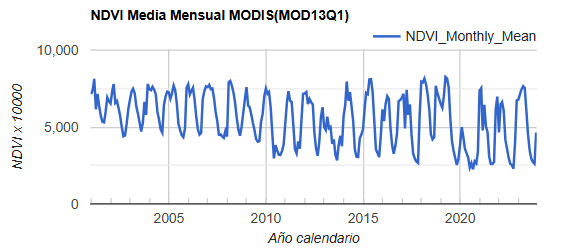 NDVI Media Mensual MODIS(MOD13Q1)
NDVI_Monthly_Mean
10,000
5,000
0
NDVI x 10000
2005
2010
2015
2020
Año calendario